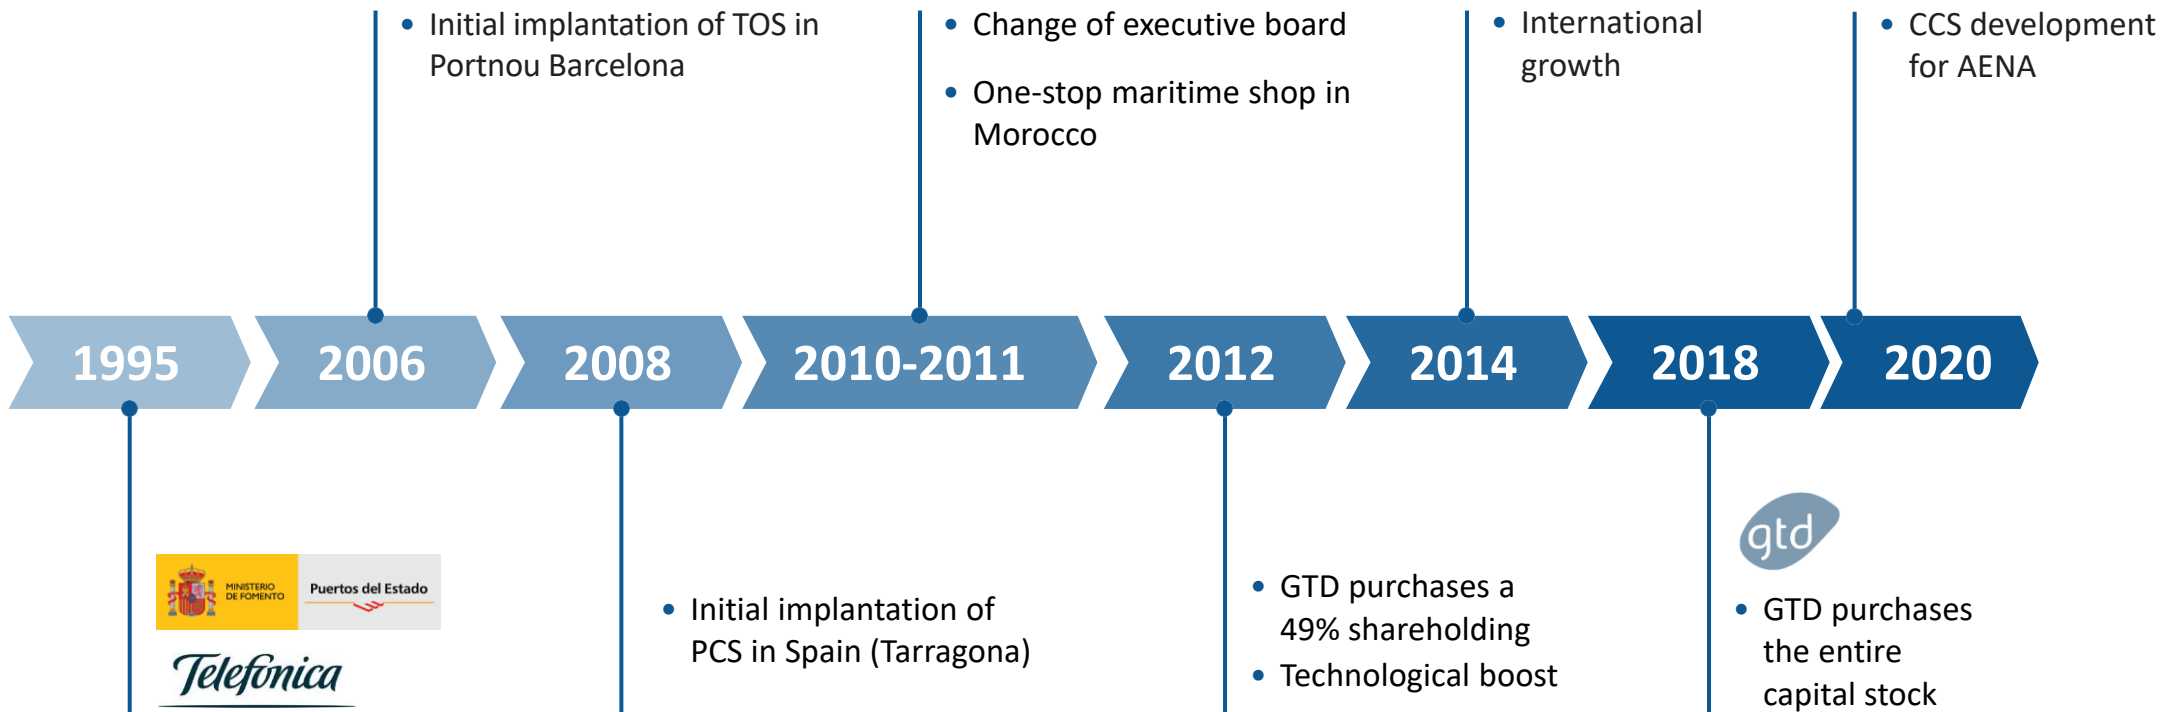 • Initial implantation of TOS in
Portnou Barcelona
• Change of executive board
• One-stop maritime shop in
Morocco
• International
growth
• CCS development
for AENA
1995
2006
2008
2010-2011
2012
2014
2018
2020
MINISTERIO
DE FOMENTO
Puertos del Estado
Telefónica
• Initial implantation of
PCS in Spain (Tarragona)
• GTD purchases a
49% shareholding
• Technological boost
gtd
• GTD purchases
the entire
capital stock